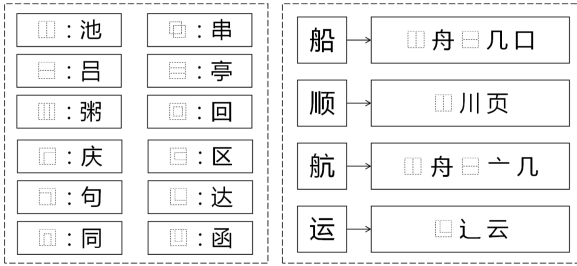 ⿰:池 ⿻:串
⿱:吕 ⿳:亭
⿲:粥 ⿴:回
⿸:庆 ⿷:区
⿹:句 ⿺:达
⿵:同 ⿶:函
船 → ⿰舟⿱几口
顺 → ⿰川页
航 → ⿰舟⿱亠几
运 → ⿺辶云